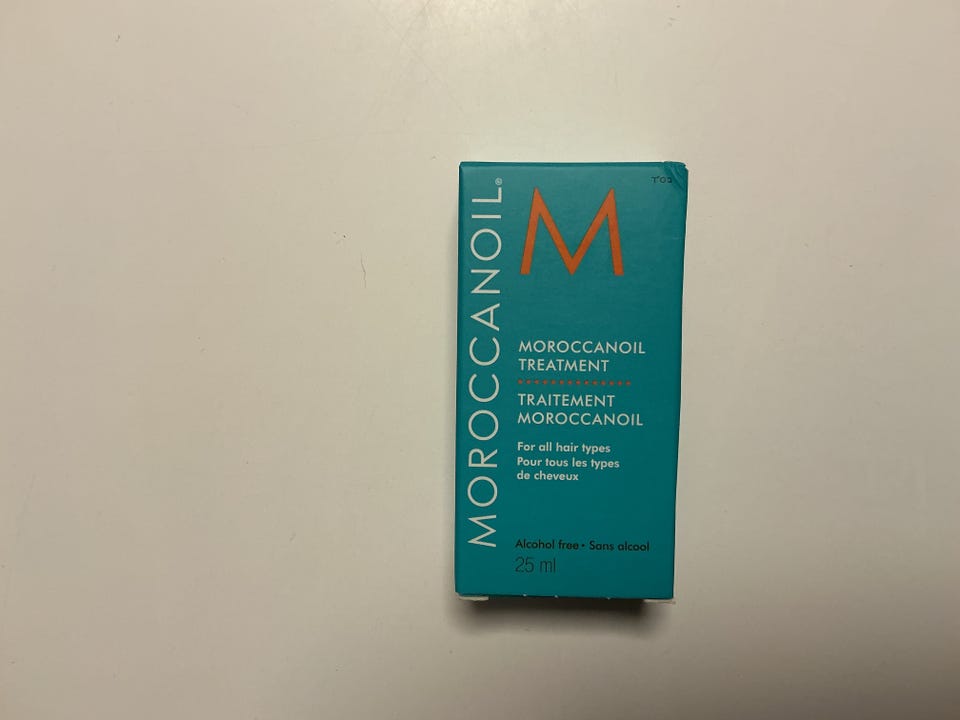 MOROCCANOIL®
M
MOROCCANOIL
TREATMENT
TRAITEMENT
MOROCCANOIL
For all hair types
Pour tous les types
de cheveux
Alcohol free • Sans alcool
25 ml